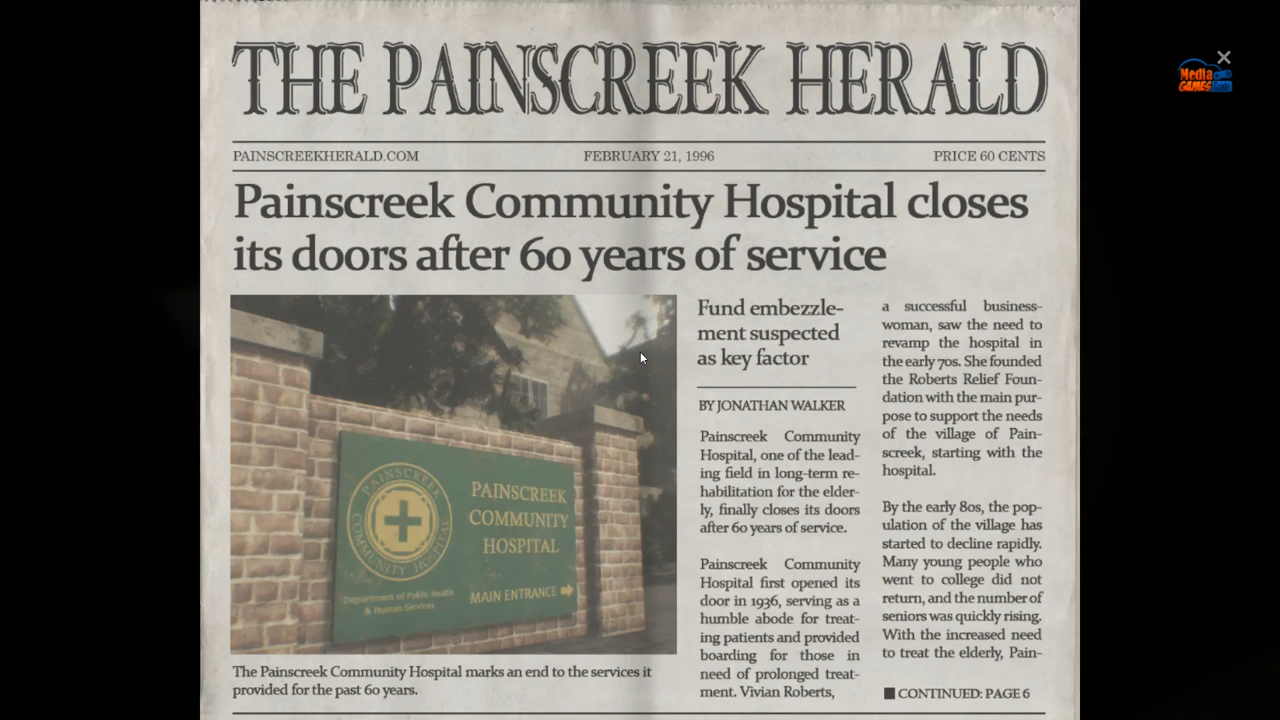 THE PAINSCREEK HERALD
PAINSCREEKHERALD.COM
FEBRUARY 21, 1996
PRICE 60 CENTS
Painscreek Community Hospital closes
its doors after 60 years of service
PAINSCREEK
COMMUNITY HOSPITAL
PAINSCREEK
COMMUNITY
HOSPITAL
Department of Public Health
& Human Services
MAIN ENTRANCE
The Painscreek Community Hospital marks an end to the services it
provided for the past 60 years.
Fund embezzle-
ment suspected
as key factor
BY JONATHAN WALKER
Painscreek Community
Hospital, one of the lead-
ing field in long-term re-
habilitation for the elder-
ly, finally closes its doors
after 60 years of service.
Painscreek Community
Hospital first opened its
door in 1936, serving as a
humble abode for treat-
ing patients and provided
boarding for those in
need of prolonged treat-
ment. Vivian Roberts,
a successful business-
woman, saw the need to
revamp the hospital in
the early 70s. She founded
the Roberts Relief Foun-
dation with the main pur-
pose to support the needs
of the village of Pain-
screek, starting with the
hospital.
By the early 80s, the pop-
ulation of the village has
started to decline rapidly.
Many young people who
went to college did not
return, and the number of
seniors was quickly rising.
With the increased need
to treat the elderly, Pain-
CONTINUED: PAGE 6
Media
GAMES